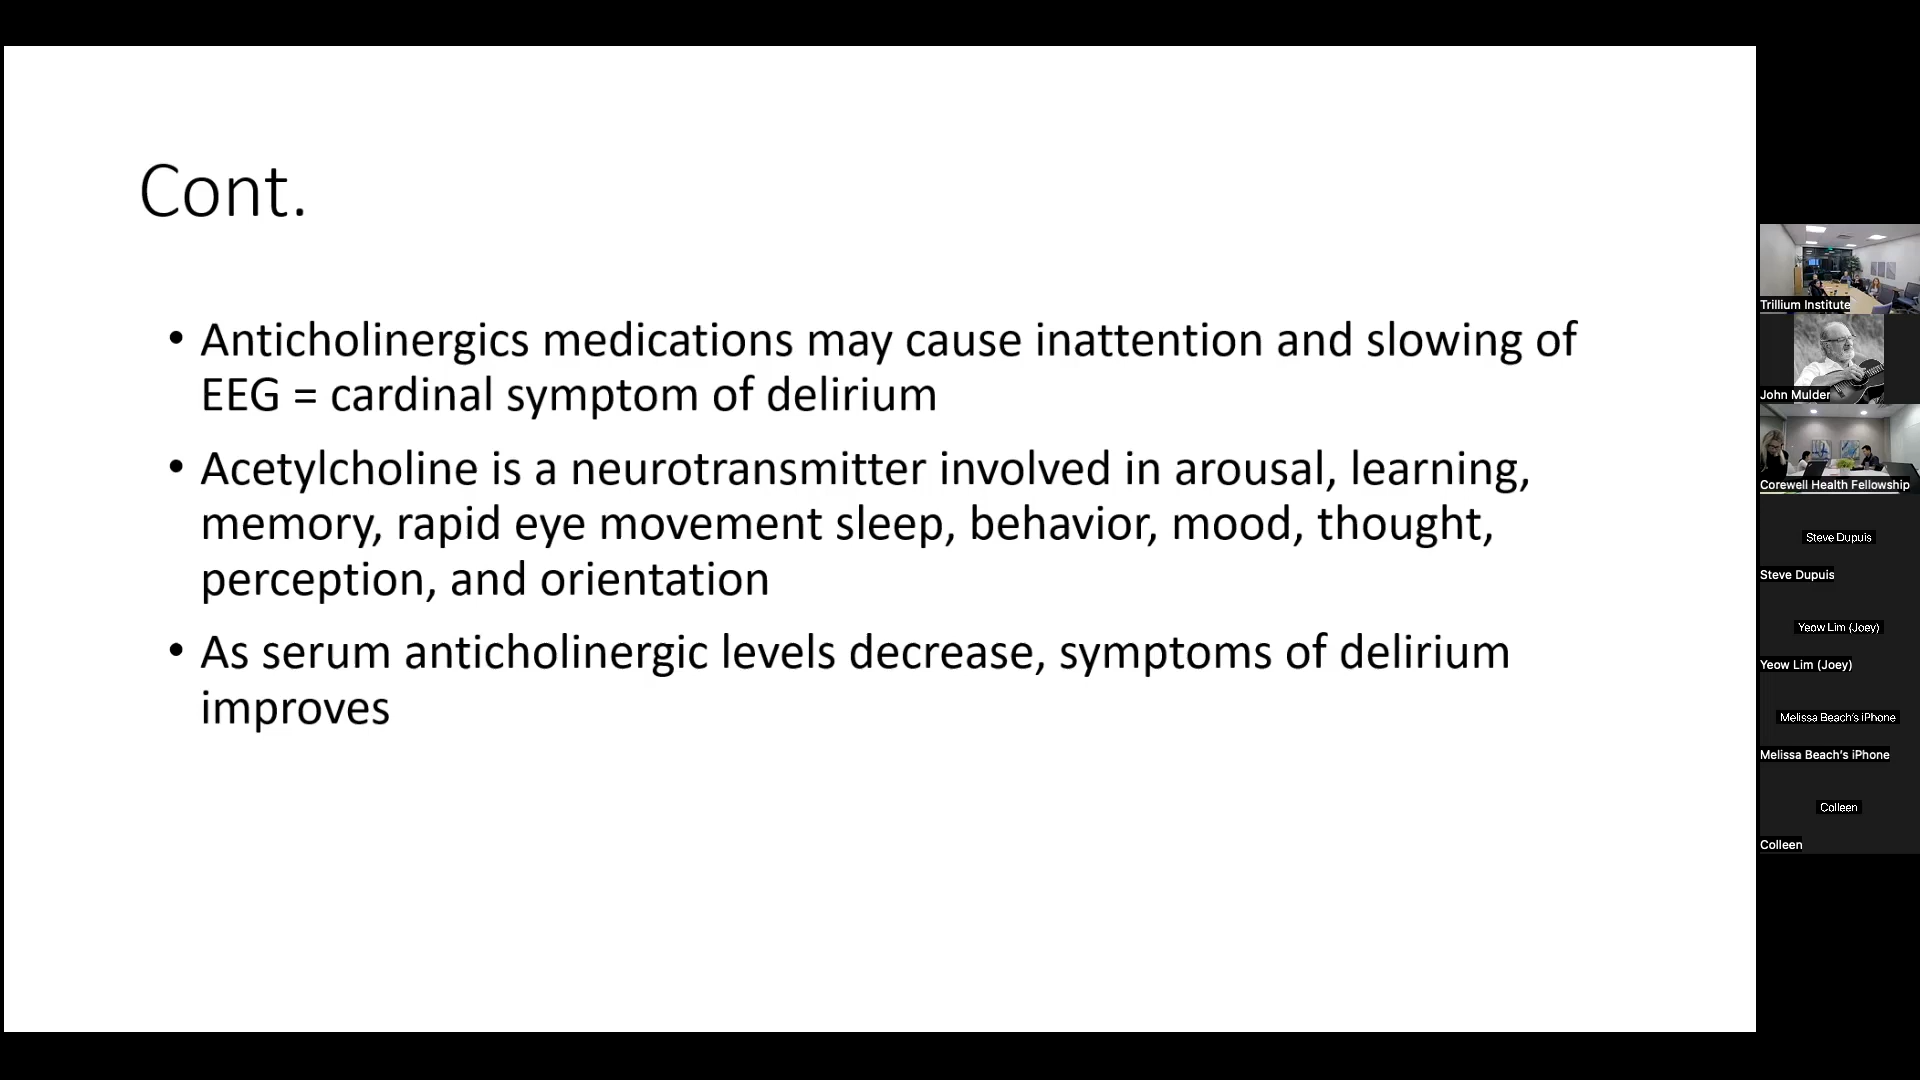 Cont.
• Anticholinergics medications may cause inattention and slowing of
EEG = cardinal symptom of delirium
• Acetylcholine is a neurotransmitter involved in arousal, learning,
memory, rapid eye movement sleep, behavior, mood, thought,
perception, and orientation
• As serum anticholinergic levels decrease, symptoms of delirium
improves
Trillium Institute
John Mulder
Corewell Health Fellowship
Steve Dupuis
Steve Dupuis
Yeow Lim (Joey)
Yeow Lim (Joey)
Melissa Beach's iPhone
Melissa Beach's iPhone
Colleen
Colleen